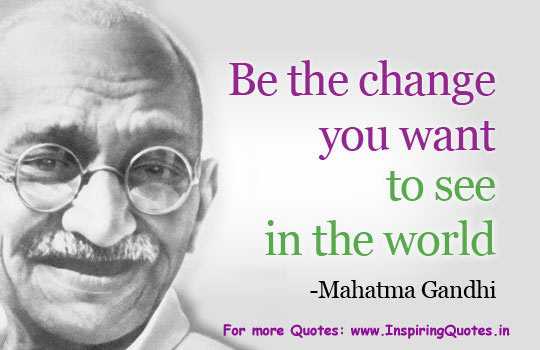 Be the change
you want
to see
in the world
-Mahatma Gandhi
For more Quotes: www.InspiringQuotes.in